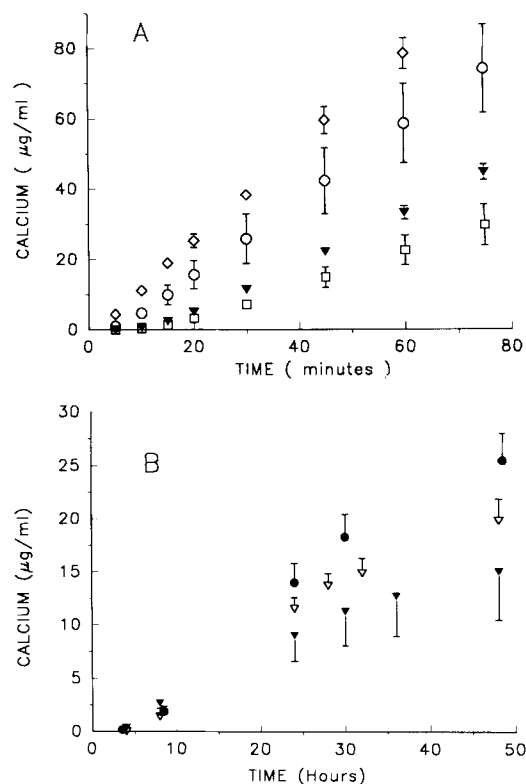 A
CALCIUM ( μg/ml)
80
60
40
20
0
0 20 40 60 80
TIME ( minutes )
B
CALCIUM (μg/ml)
30
25
20
15
10
5
0
0 10 20 30 40 50
TIME (Hours)